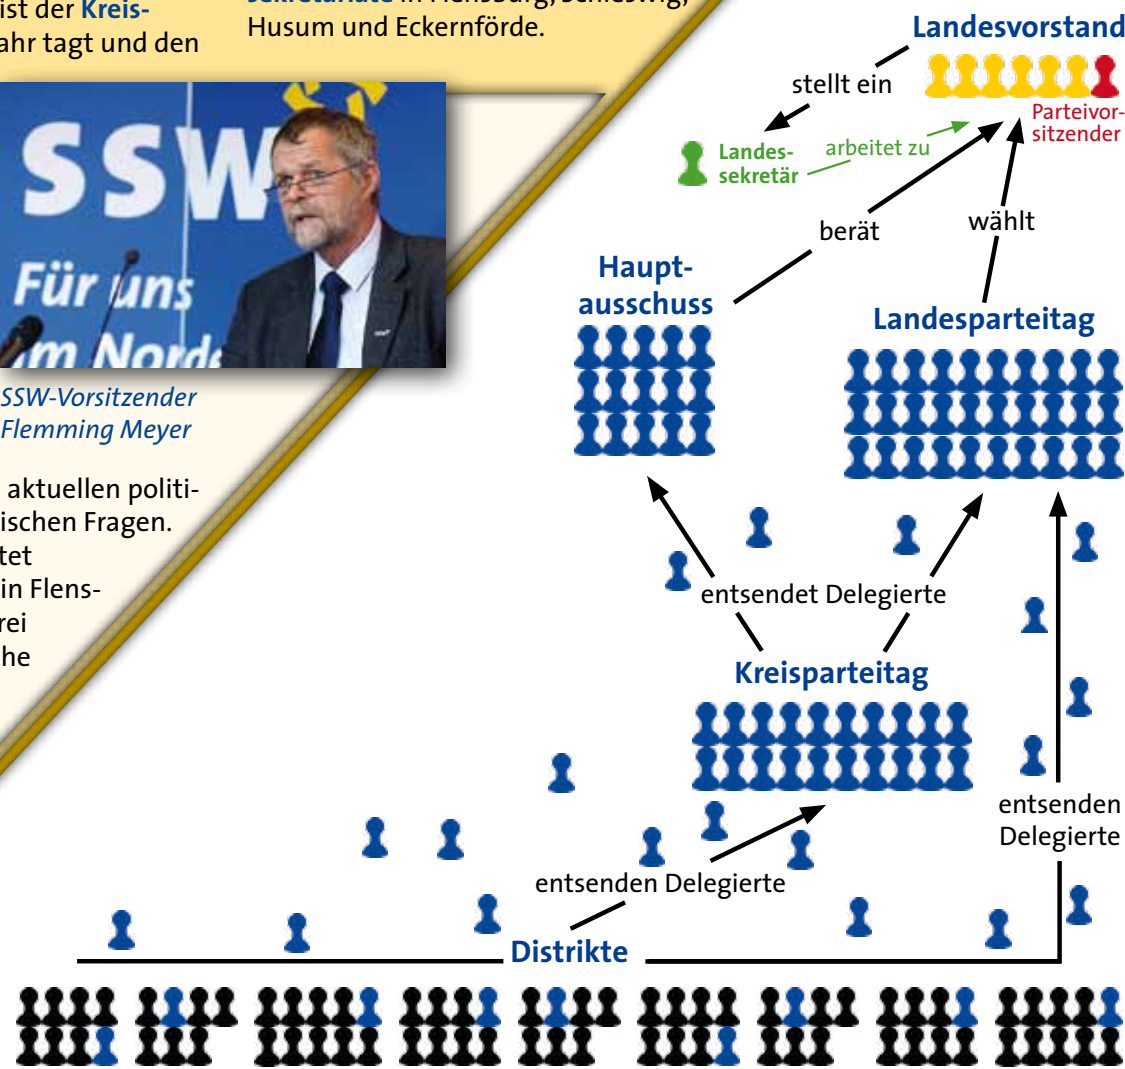 ist der Kreis-
ahr tagt und den
Husum und Eckernförde.
SSW
Für uns
im Norde
SSW-Vorsitzender
Flemming Meyer
aktuellen politi-
ischen Fragen.
tet
in Flens-
rei
he
Landesvorstand
stellt ein
Parteivor-
sitzender
Landes-
sekretär
arbeitet zu
berät
wählt
Haupt-
ausschuss
Landesparteitag
entsendet Delegierte
Kreisparteitag
entsenden
Delegierte
entsenden Delegierte
Distrikte